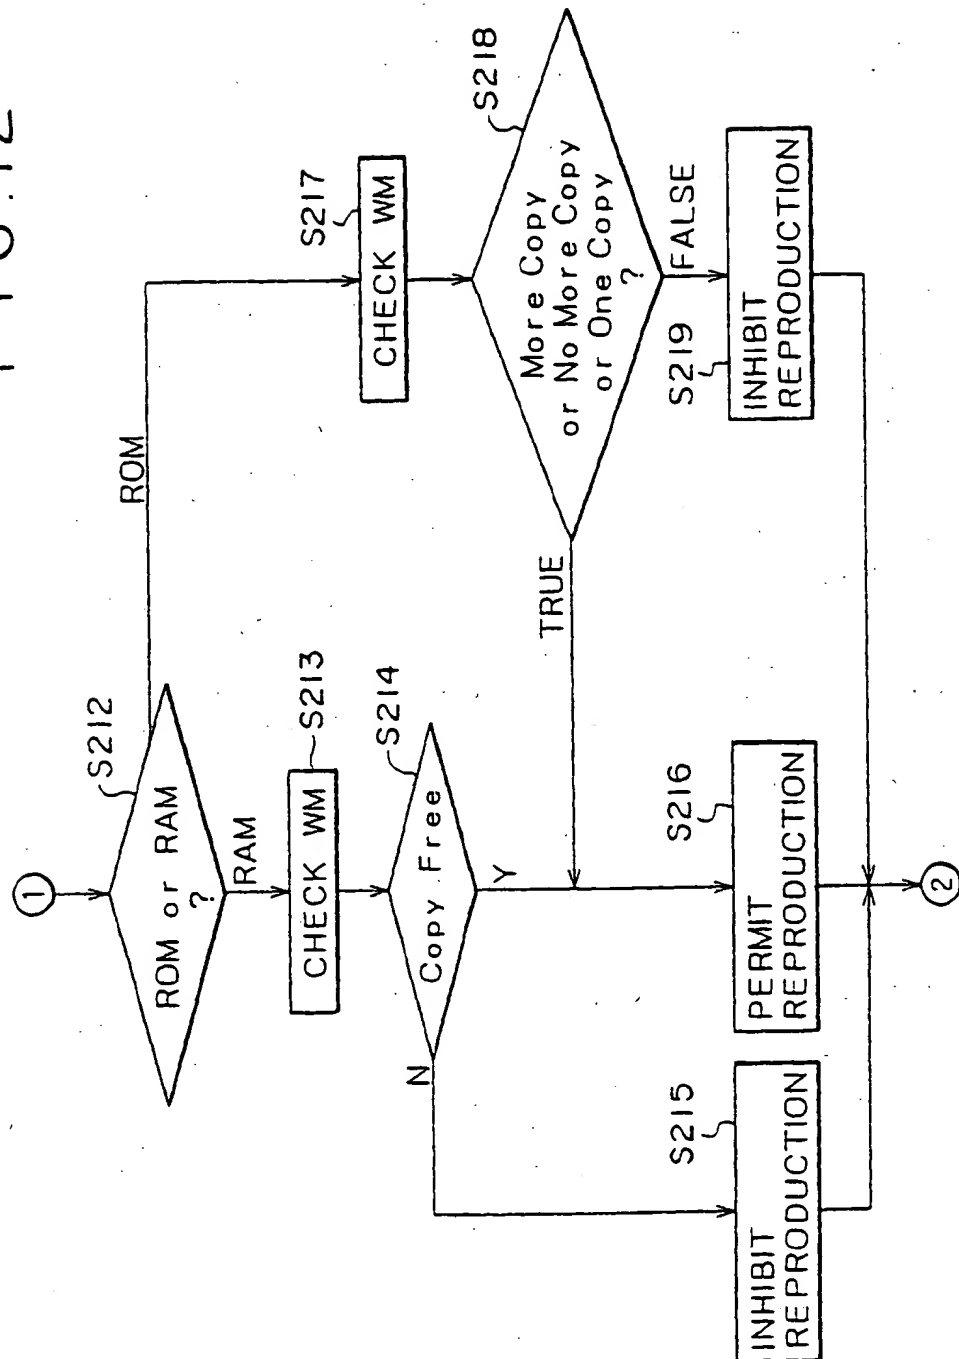 FIG.12
1
S212
ROM or RAM
?
ROM
RAM
S213
CHECK WM
S214
Copy Free
N
Y
S217
CHECK WM
S218
More Copy
or No More Copy
or One Copy
?
TRUE
FALSE
S215
INHIBIT
REPRODUCTION
S216
PERMIT
REPRODUCTION
S219
INHIBIT
REPRODUCTION
2